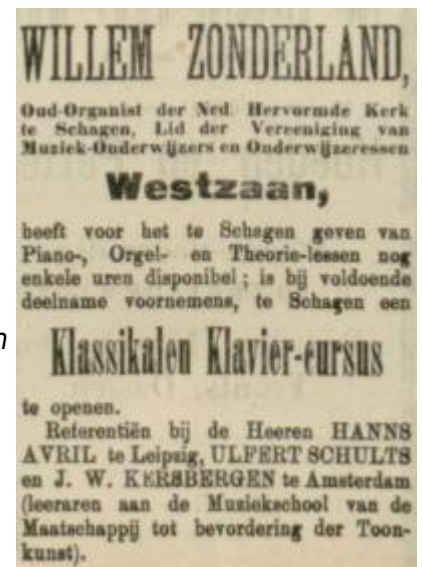 WILLEM ZONDERLAND,
Oud-Organist der Ned. Hervormde Kerk
te Schagen, Lid der Vereeniging van
Muziek-Onderwijzers en Onderwijzeressen
Westzaan,
heeft voor het te Schagen geven van
Piano-, Orgel- en Theorie-lessen nog
enkele uren disponibel; is bij voldoende
deelname voornemens, te Schagen een
n
Klassikalen Klavier-cursus
te openen.
Referentiën bij de Heeren HANNS
AVRIL te Leipzig, ULFERT SCHULTS
en J. W. KERSBERGEN te Amsterdam
(leeraren aan de Muziekschool van de
Maatschappij tot bevordering der Toon-
kunst).